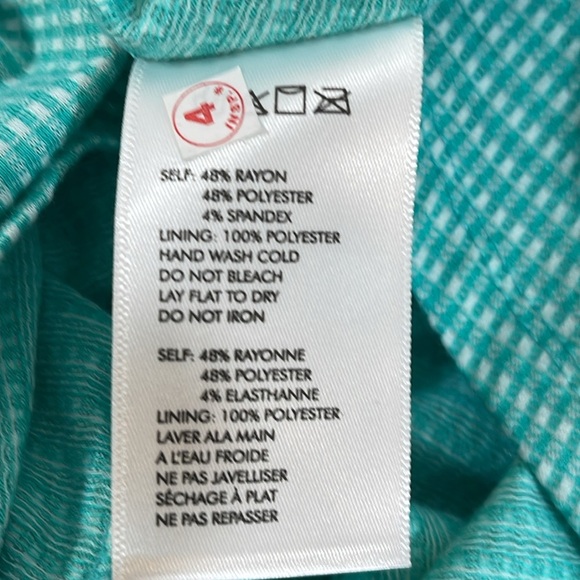 4
SELF: 48% RAYON
48% POLYESTER
4% SPANDEX
LINING: 100% POLYESTER
HAND WASH COLD
DO NOT BLEACH
LAY FLAT TO DRY
DO NOT IRON
SELF: 48% RAYONNE
48% POLYESTER
4% ELASTHANNE
LINING: 100% POLYESTER
LAVER ALA MAIN
A L'EAU FROIDE
NE PAS JAVELLISER
SÉCHAGE À PLAT
NE PAS REPASSER